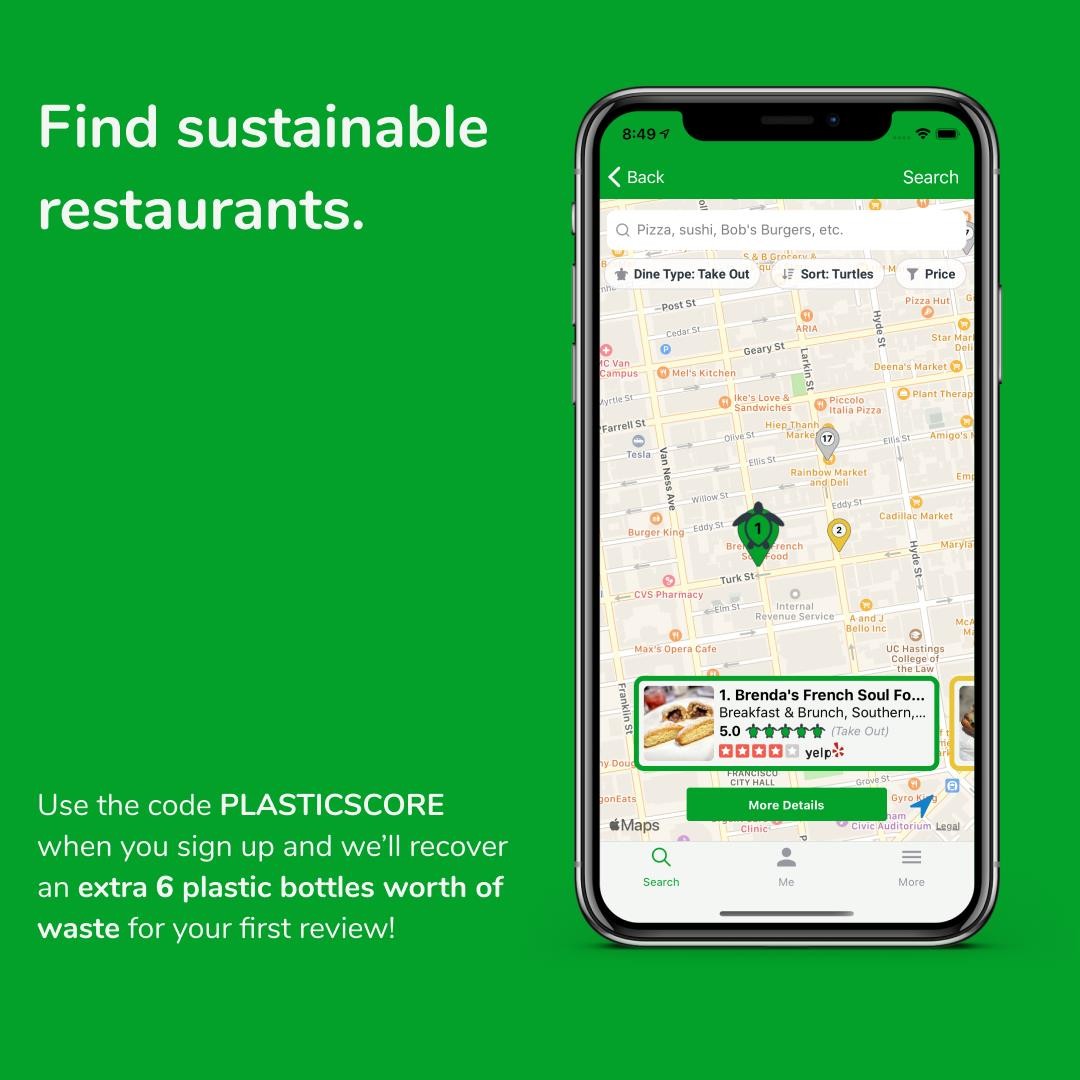 Find sustainable
restaurants.
8:49
Back
Search
Pizza, sushi, Bob's Burgers, etc.
S & B Grocery &
Dine Type: Take Out
Sort: Turtles
Price
Post St
Pizza Hut
Cedar St
ARIA
Hyde St
Star Mar
Deli
Geary St
Larkin St
MC Van
Campus
Mel's Kitchen
Deena's Market
Myrtle St
Ike's Love &
Sandwiches
Piccolo
Italia Pizza
Plant Therap
O'Farrell St
Hiep Thanh
Market
17
Olive St
Ellis St
Amigo's M
Tesla
Van Ness Ave
Ellis St
Rainbow Market
and Deli
Emp
Willow St
Eddy St
Cadillac Market
Burger King
Eddy St
1
2
Brenda's French
Soul Food
Hyde St
Maryla
Turk St
CVS Pharmacy
Elm St
Internal
Revenue Service
A and J
Bello Inc
McA
Ma
Max's Opera Cafe
UC Hastings
College of
the Law
Franklin St
1. Brenda's French Soul Fo...
Breakfast & Brunch, Southern,...
5.0
(Take Out)
yelp
FRANCISCO
CITY HALL
Grove St
Gyro King
More Details
Maps
Clinic
Civic Auditorium
Legal
Search
Me
More
Use the code PLASTICSCORE
when you sign up and we'll recover
an extra 6 plastic bottles worth of
waste for your first review!